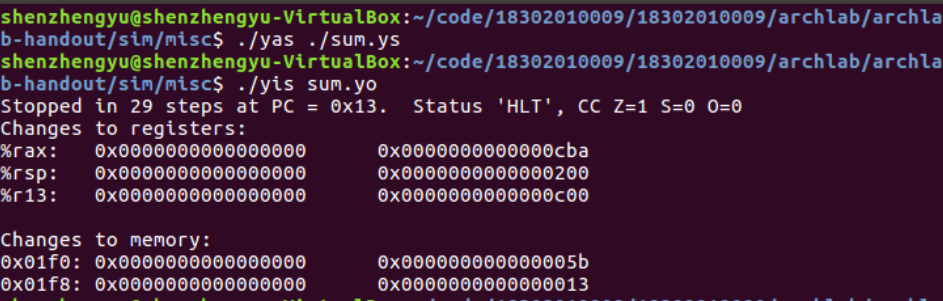 shenzhengyu@shenzhengyu-VirtualBox:~/code/18302010009/18302010009/archlab/archla
b-handout/sim/misc$ ./yas ./sum.ys
shenzhengyu@shenzhengyu-VirtualBox:~/code/18302010009/18302010009/archlab/archla
b-handout/sim/misc$ ./yis sum.yo
Stopped in 29 steps at PC = 0x13.  Status 'HLT', CC Z=1 S=0 O=0
Changes to registers:
%rax:   0x0000000000000000      0x0000000000000cba
%rsp:   0x0000000000000000      0x0000000000000200
%r13:   0x0000000000000000      0x0000000000000c00

Changes to memory:
0x01f0: 0x0000000000000000      0x000000000000005b
0x01f8: 0x0000000000000000      0x0000000000000013